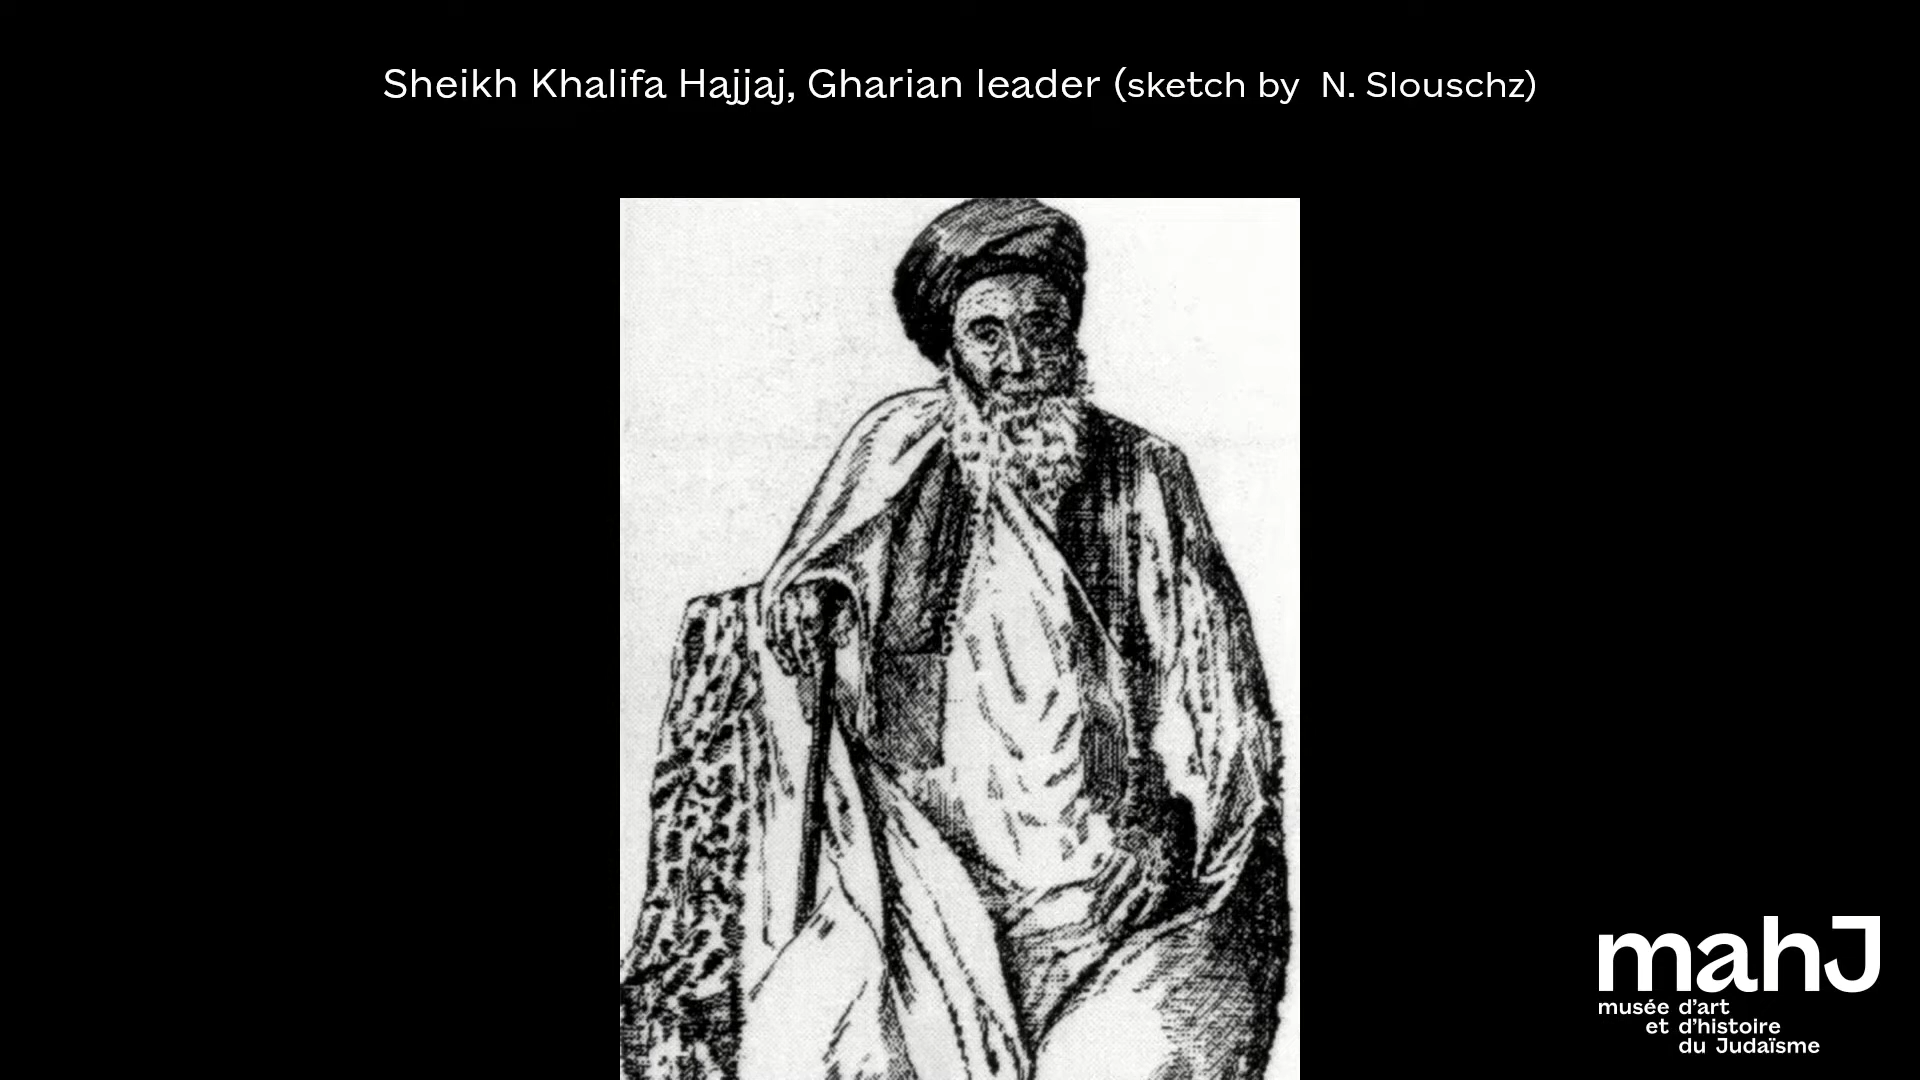 Sheikh Khalifa Hajjaj, Gharian leader (sketch by N. Slouschz)
mahJ
musée d'art
et d'histoire
du Judaïsme